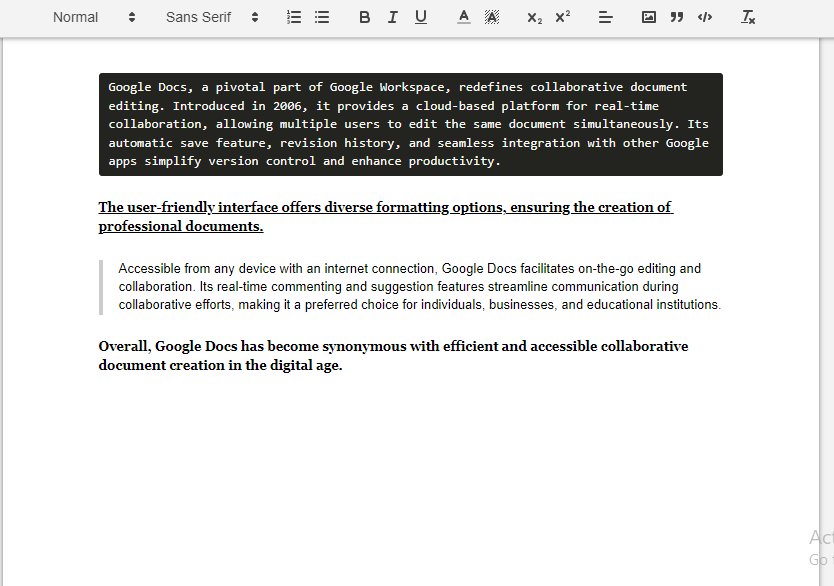 Normal Sans Serif
Google Docs, a pivotal part of Google Workspace, redefines collaborative document
editing. Introduced in 2006, it provides a cloud-based platform for real-time
collaboration, allowing multiple users to edit the same document simultaneously. Its
automatic save feature, revision history, and seamless integration with other Google
apps simplify version control and enhance productivity.
The user-friendly interface offers diverse formatting options, ensuring the creation of
professional documents.
Accessible from any device with an internet connection, Google Docs facilitates on-the-go editing and
collaboration. Its real-time commenting and suggestion features streamline communication during
collaborative efforts, making it a preferred choice for individuals, businesses, and educational institutions.
Overall, Google Docs has become synonymous with efficient and accessible collaborative
document creation in the digital age.
Go